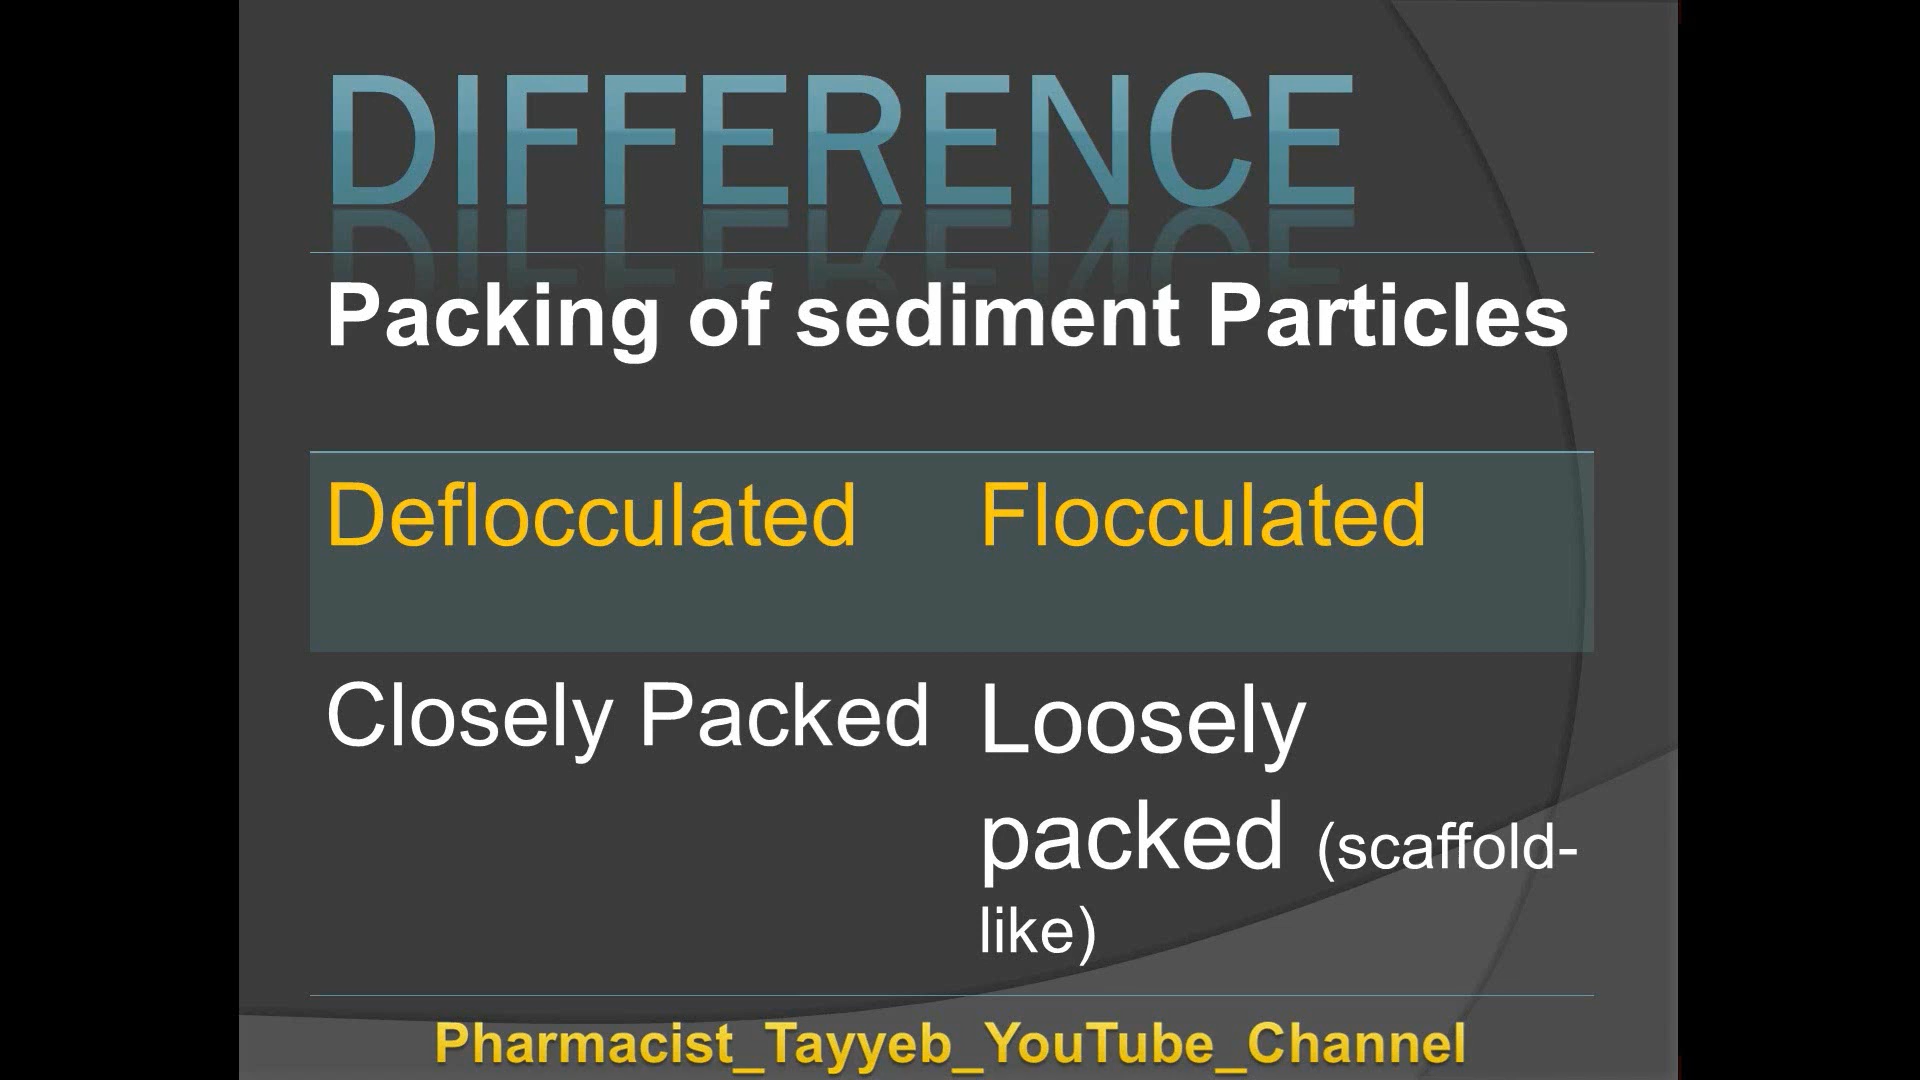 DIFFERENCE
Packing of sediment Particles
Deflocculated Flocculated
Closely Packed Loosely
packed (scaffold-
like)
Pharmacist_Tayyeb_YouTube_Channel